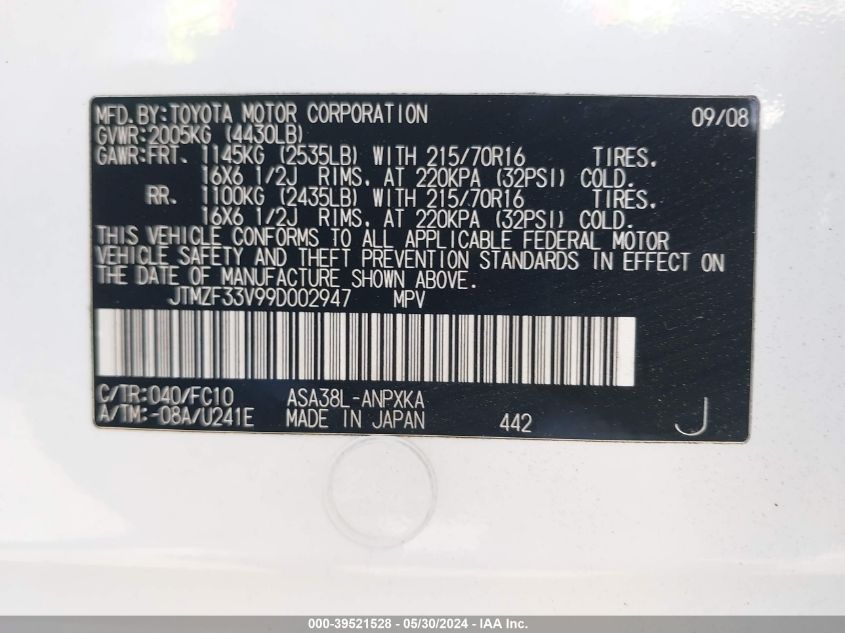 MFD. BY: TOYOTA MOTOR CORPORATION 09/08
GVWR: 2005KG (4430LB)
GAWR: FRT. 1145KG (2535LB) WITH 215/70R16 TIRES.
16X6 1/2J RIMS, AT 220KPA (32PSI) COLD.
RR. 1100KG (2435LB) WITH 215/70R16 TIRES.
16X6 1/2J RIMS, AT 220KPA (32PSI) COLD.
THIS VEHICLE CONFORMS TO ALL APPLICABLE FEDERAL MOTOR
VEHICLE SAFETY AND THEFT PREVENTION STANDARDS IN EFFECT ON
THE DATE OF MANUFACTURE SHOWN ABOVE.
JTMZF33V99D002947 MPV
C/TR: 040/FC10 ASA38L-ANPXKA
A/TM: -08A/U241E MADE IN JAPAN 442 J
000-39521528 - 05/30/2024 - IAA Inc.